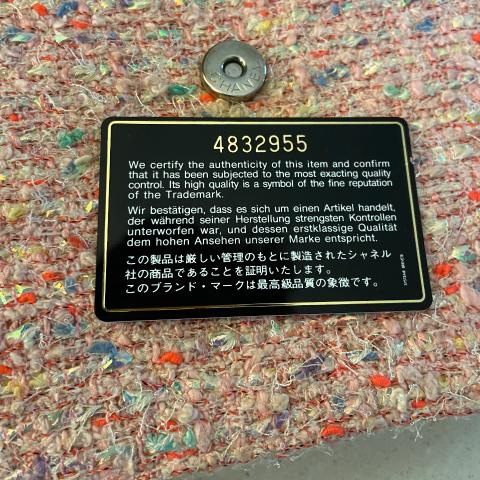 CHANEL
4832955
We certify the authenticity of this item and confirm
that it has been subjected to the most exacting quality
control. Its high quality is a symbol of the fine reputation
of the Trademark.
Wir bestätigen, dass es sich um einen Artikel handelt,
der während seiner Herstellung strengsten Kontrollen
unterworfen war, und dessen erstklassige Qualität
dem hohen Ansehen unserer Marke entspricht.
この製品は厳しい管理のもとに製造されたシャネル
社の商品であることを証明いたします。
このブランド・マークは最高級品質の象徴です。